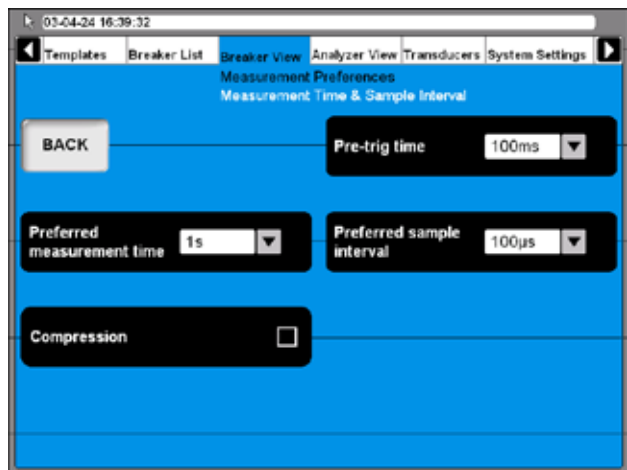 03-04-24 16:39:32
Templates Breaker List Breaker View Analyzer View Transducers System Settings
Measurement Preferences
Measurement Time & Sample Interval
BACK
Pre-trig time 100ms
Preferred
measurement time 1s
Preferred sample
interval 100µs
Compression